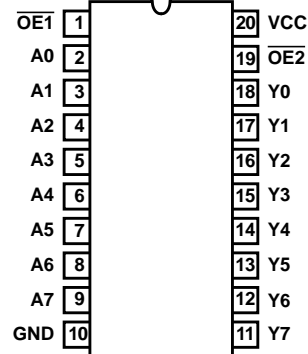 OE1 1 20 VCC
A0 2 19 OE2
A1 3 18 Y0
A2 4 17 Y1
A3 5 16 Y2
A4 6 15 Y3
A5 7 14 Y4
A6 8 13 Y5
A7 9 12 Y6
GND 10 11 Y7